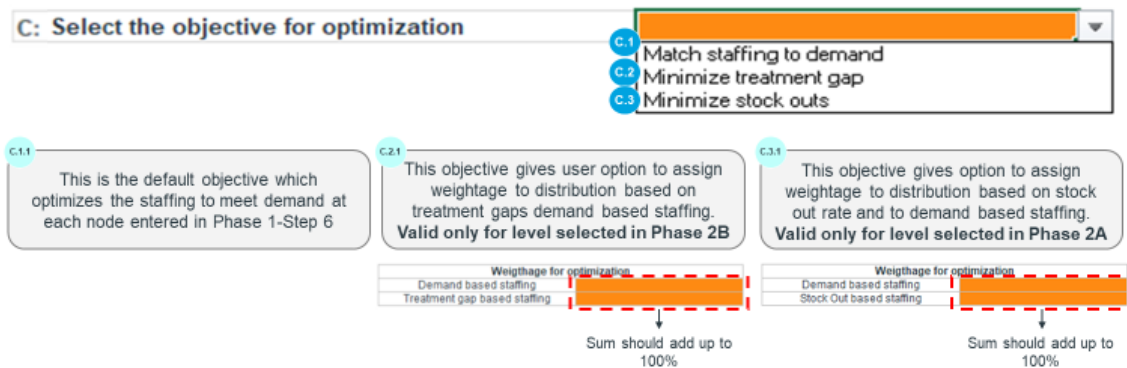 C: Select the objective for optimization
C.1 Match staffing to demand
C.2 Minimize treatment gap
C.3 Minimize stock outs
C.1.1
This is the default objective which
optimizes the staffing to meet demand at
each node entered in Phase 1-Step 6
C.2.1
This objective gives user option to assign
weightage to distribution based on
treatment gaps demand based staffing.
Valid only for level selected in Phase 2B
C.3.1
This objective gives option to assign
weightage to distribution based on stock
out rate and to demand based staffing.
Valid only for level selected in Phase 2A
Weigthage for optimization
Demand based staffing
Treatment gap based staffing
Sum should add up to
100%
Weigthage for optimization
Demand based staffing
Stock Out based staffing
Sum should add up to
100%